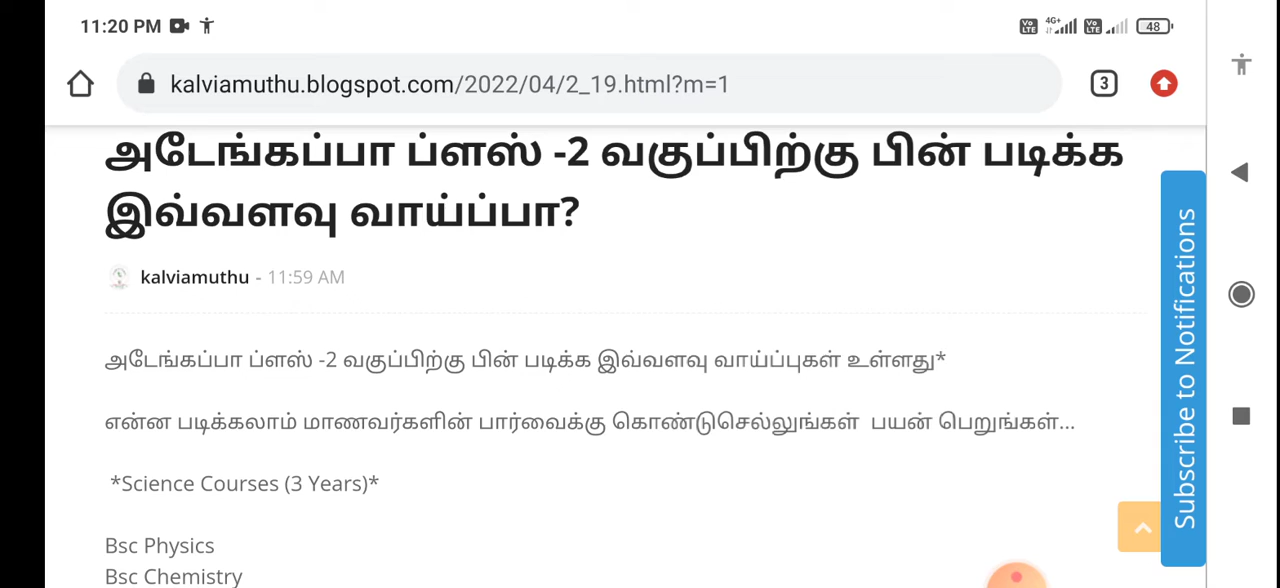 11:20 PM
4G+
48
kalviamuthu.blogspot.com/2022/04/2_19.html?m=1
3
அடேங்கப்பா ப்ளஸ் -2 வகுப்பிற்கு பின் படிக்க
இவ்வளவு வாய்ப்பா?
kalviamuthu - 11:59 AM
அடேங்கப்பா ப்ளஸ் -2 வகுப்பிற்கு பின் படிக்க இவ்வளவு வாய்ப்புகள் உள்ளது*
என்ன படிக்கலாம் மாணவர்களின் பார்வைக்கு கொண்டுசெல்லுங்கள் பயன் பெறுங்கள்...
*Science Courses (3 Years)*
Bsc Physics
Bsc Chemistry
Subscribe to Notifications